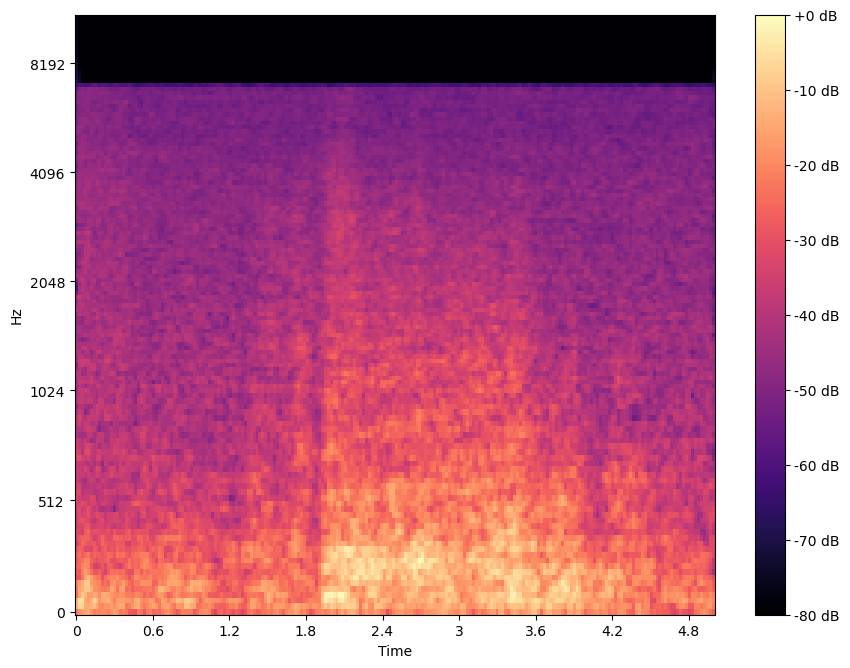 +0 dB
8192
-10 dB
4096
-20 dB
-30 dB
2048
Hz
-40 dB
1024
-50 dB
512
-60 dB
-70 dB
0
-80 dB
0 0.6 1.2 1.8 2.4 3 3.6 4.2 4.8
Time